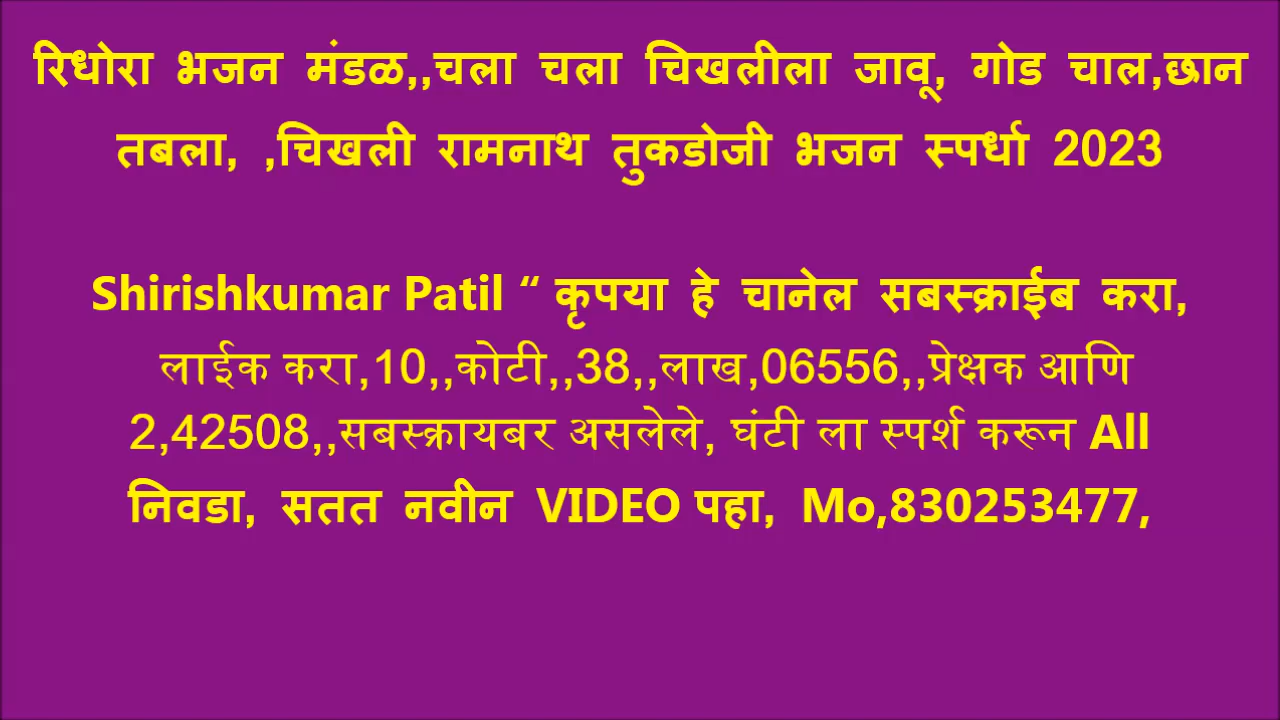 रिधोरा भजन मंडळ,,चला चला चिखलीला जावू, गोड चाल,छान
तबला, ,चिखली रामनाथ तुकडोजी भजन स्पर्धा 2023
Shirishkumar Patil “ कृपया हे चानेल सबस्क्राईब करा,
लाईक करा,10,,कोटी,,38,,लाख,06556,,प्रेक्षक आणि
2,42508,,सबस्क्रायबर असलेले, घंटी ला स्पर्श करून All
निवडा, सतत नवीन VIDEO पहा, Mo,830253477,